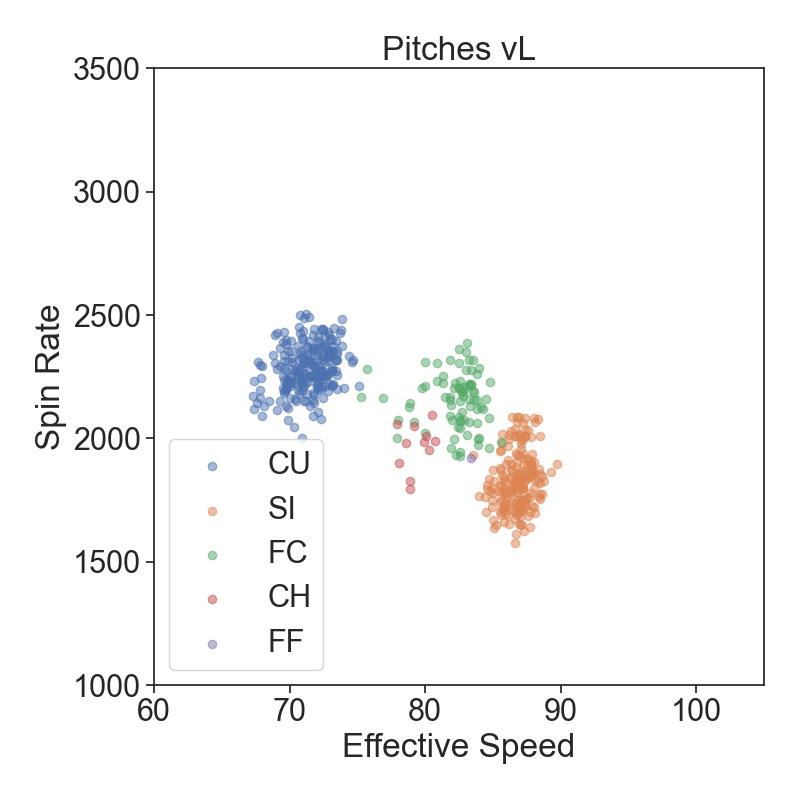 Pitches vL
3500
3000
2500
2000
1500
1000
Spin Rate
CU
SI
FC
CH
FF
60 70 80 90 100
Effective Speed